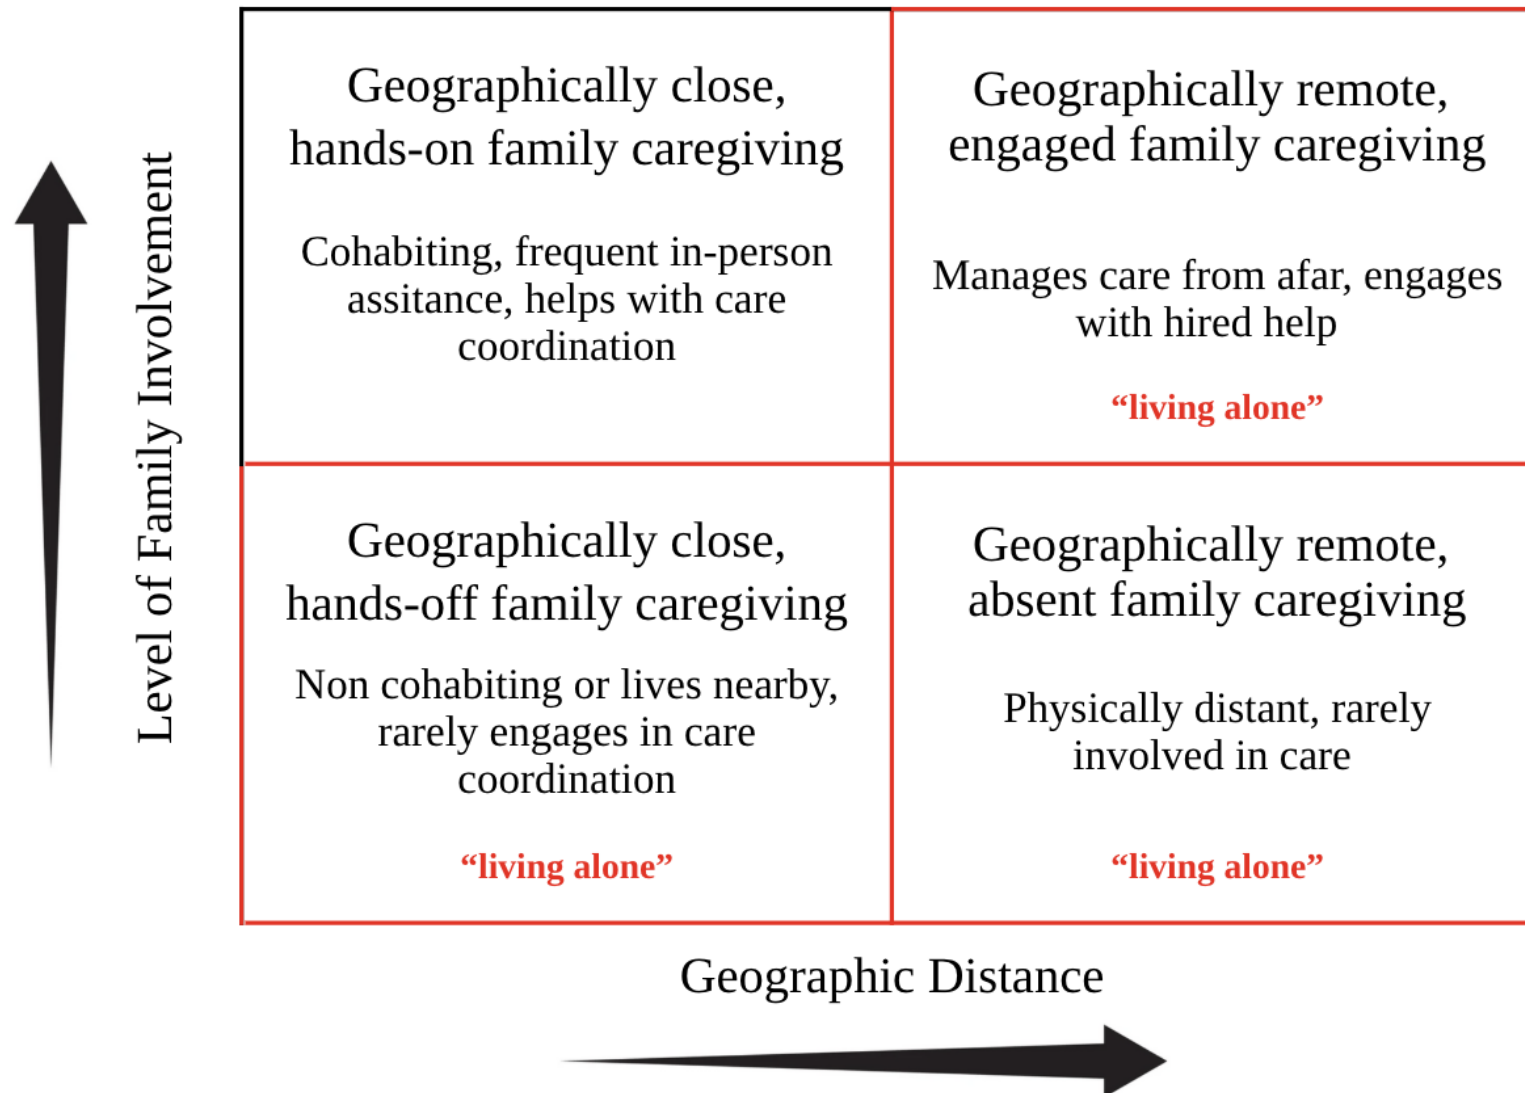 Level of Family Involvement
Geographically close,
hands-on family caregiving
Cohabiting, frequent in-person
assitance, helps with care
coordination
Geographically remote,
engaged family caregiving
Manages care from afar, engages
with hired help
“living alone”
Geographically close,
hands-off family caregiving
Non cohabiting or lives nearby,
rarely engages in care
coordination
“living alone”
Geographically remote,
absent family caregiving
Physically distant, rarely
involved in care
“living alone”
Geographic Distance